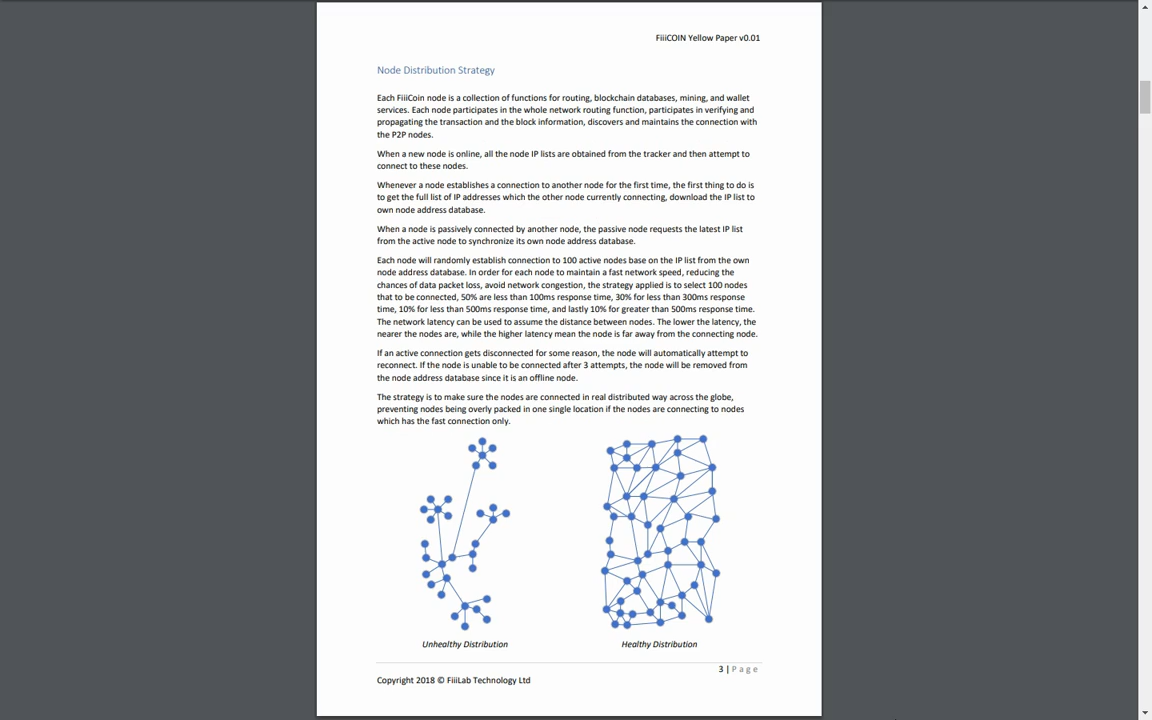 FiiiCOIN Yellow Paper v0.01
Node Distribution Strategy
Each FiiiCoin node is a collection of functions for routing, blockchain databases, mining, and wallet
services. Each node participates in the whole network routing function, participates in verifying and
propagating the transaction and the block information, discovers and maintains the connection with
the P2P nodes.
When a new node is online, all the node IP lists are obtained from the tracker and then attempt to
connect to these nodes.
Whenever a node establishes a connection to another node for the first time, the first thing to do is
to get the full list of IP addresses which the other node currently connecting, download the IP list to
own node address database.
When a node is passively connected by another node, the passive node requests the latest IP list
from the active node to synchronize its own node address database.
Each node will randomly establish connection to 100 active nodes base on the IP list from the own
node address database. In order for each node to maintain a fast network speed, reducing the
chances of data packet loss, avoid network congestion, the strategy applied is to select 100 nodes
that to be connected, 50% are less than 100ms response time, 30% for less than 300ms response
time, 10% for less than 500ms response time, and lastly 10% for greater than 500ms response time.
The network latency can be used to assume the distance between nodes. The lower the latency, the
nearer the nodes are, while the higher latency mean the node is far away from the connecting node.
If an active connection gets disconnected for some reason, the node will automatically attempt to
reconnect. If the node is unable to be connected after 3 attempts, the node will be removed from
the node address database since it is an offline node.
The strategy is to make sure the nodes are connected in real distributed way across the globe,
preventing nodes being overly packed in one single location if the nodes are connecting to nodes
which has the fast connection only.
Unhealthy Distribution
Healthy Distribution
3 | Page
Copyright 2018 © FiiiLab Technology Ltd